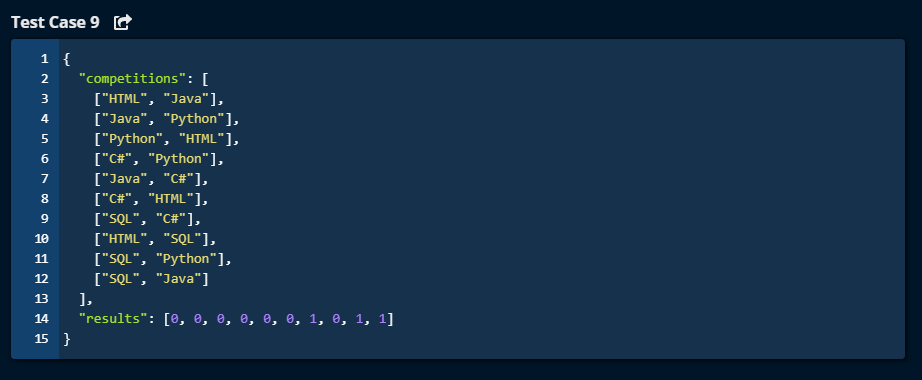 Test Case 9
1 {
2 "competitions": [
3 ["HTML", "Java"],
4 ["Java", "Python"],
5 ["Python", "HTML"],
6 ["C#", "Python"],
7 ["Java", "C#"],
8 ["C#", "HTML"],
9 ["SQL", "C#"],
10 ["HTML", "SQL"],
11 ["SQL", "Python"],
12 ["SQL", "Java"]
13 ],
14 "results": [0, 0, 0, 0, 0, 0, 1, 0, 1, 1]
15 }